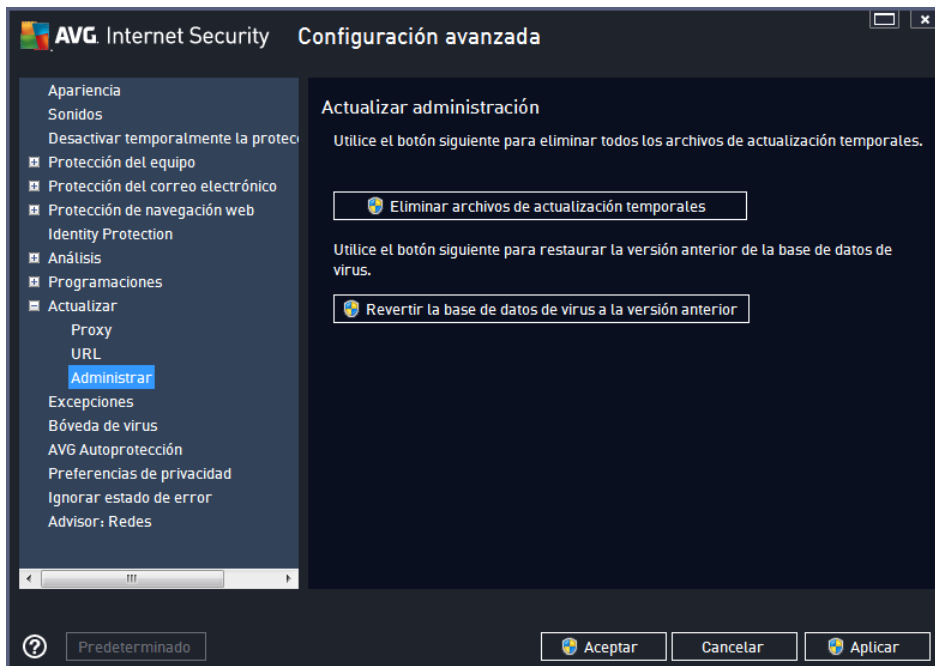 AVG. Internet Security Configuración avanzada
Apariencia
Sonidos
Desactivar temporalmente la protec
Protección del equipo
Protección del correo electrónico
Protección de navegación web
Identity Protection
Análisis
Programaciones
Actualizar
Proxy
URL
Administrar
Excepciones
Bóveda de virus
AVG Autoprotección
Preferencias de privacidad
Ignorar estado de error
Advisor: Redes
Actualizar administración
Utilice el botón siguiente para eliminar todos los archivos de actualización temporales.
Eliminar archivos de actualización temporales
Utilice el botón siguiente para restaurar la versión anterior de la base de datos de
virus.
Revertir la base de datos de virus a la versión anterior
Predeterminado
Aceptar
Cancelar
Aplicar